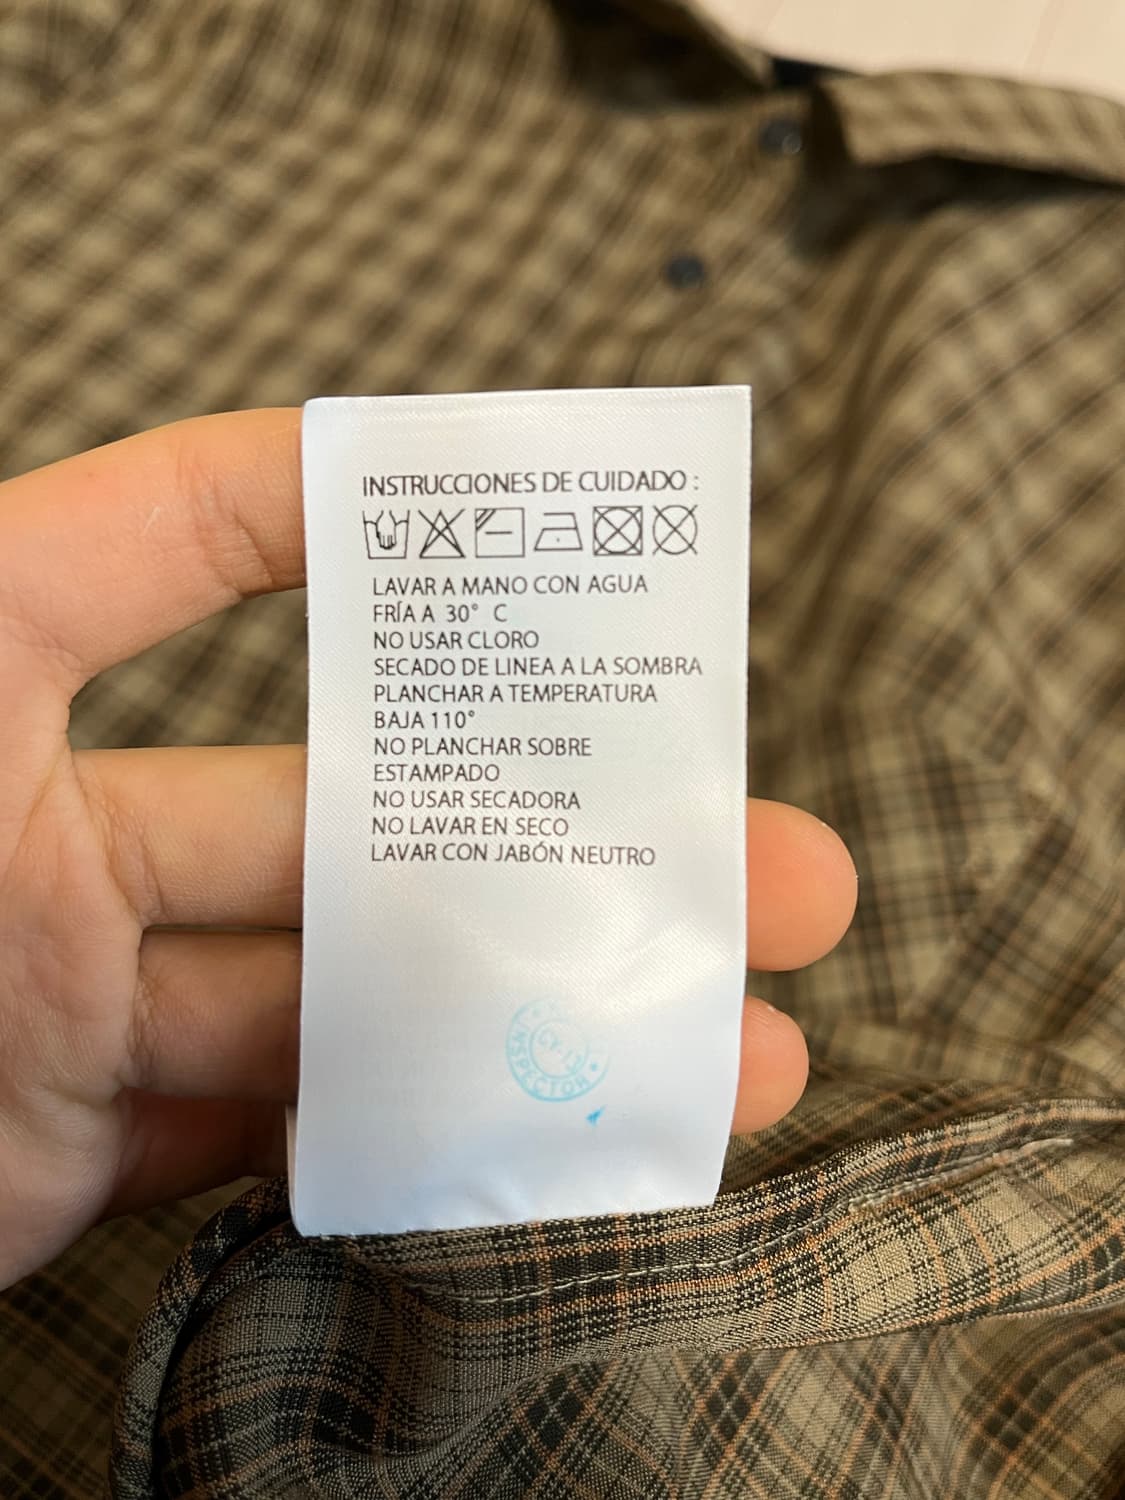 INSTRUCCIONES DE CUIDADO :
LAVAR A MANO CON AGUA
FRÍA A 30° C
NO USAR CLORO
SECADO DE LINEA A LA SOMBRA
PLANCHAR A TEMPERATURA
BAJA 110°
NO PLANCHAR SOBRE
ESTAMPADO
NO USAR SECADORA
NO LAVAR EN SECO
LAVAR CON JABÓN NEUTRO
INSPECTOR